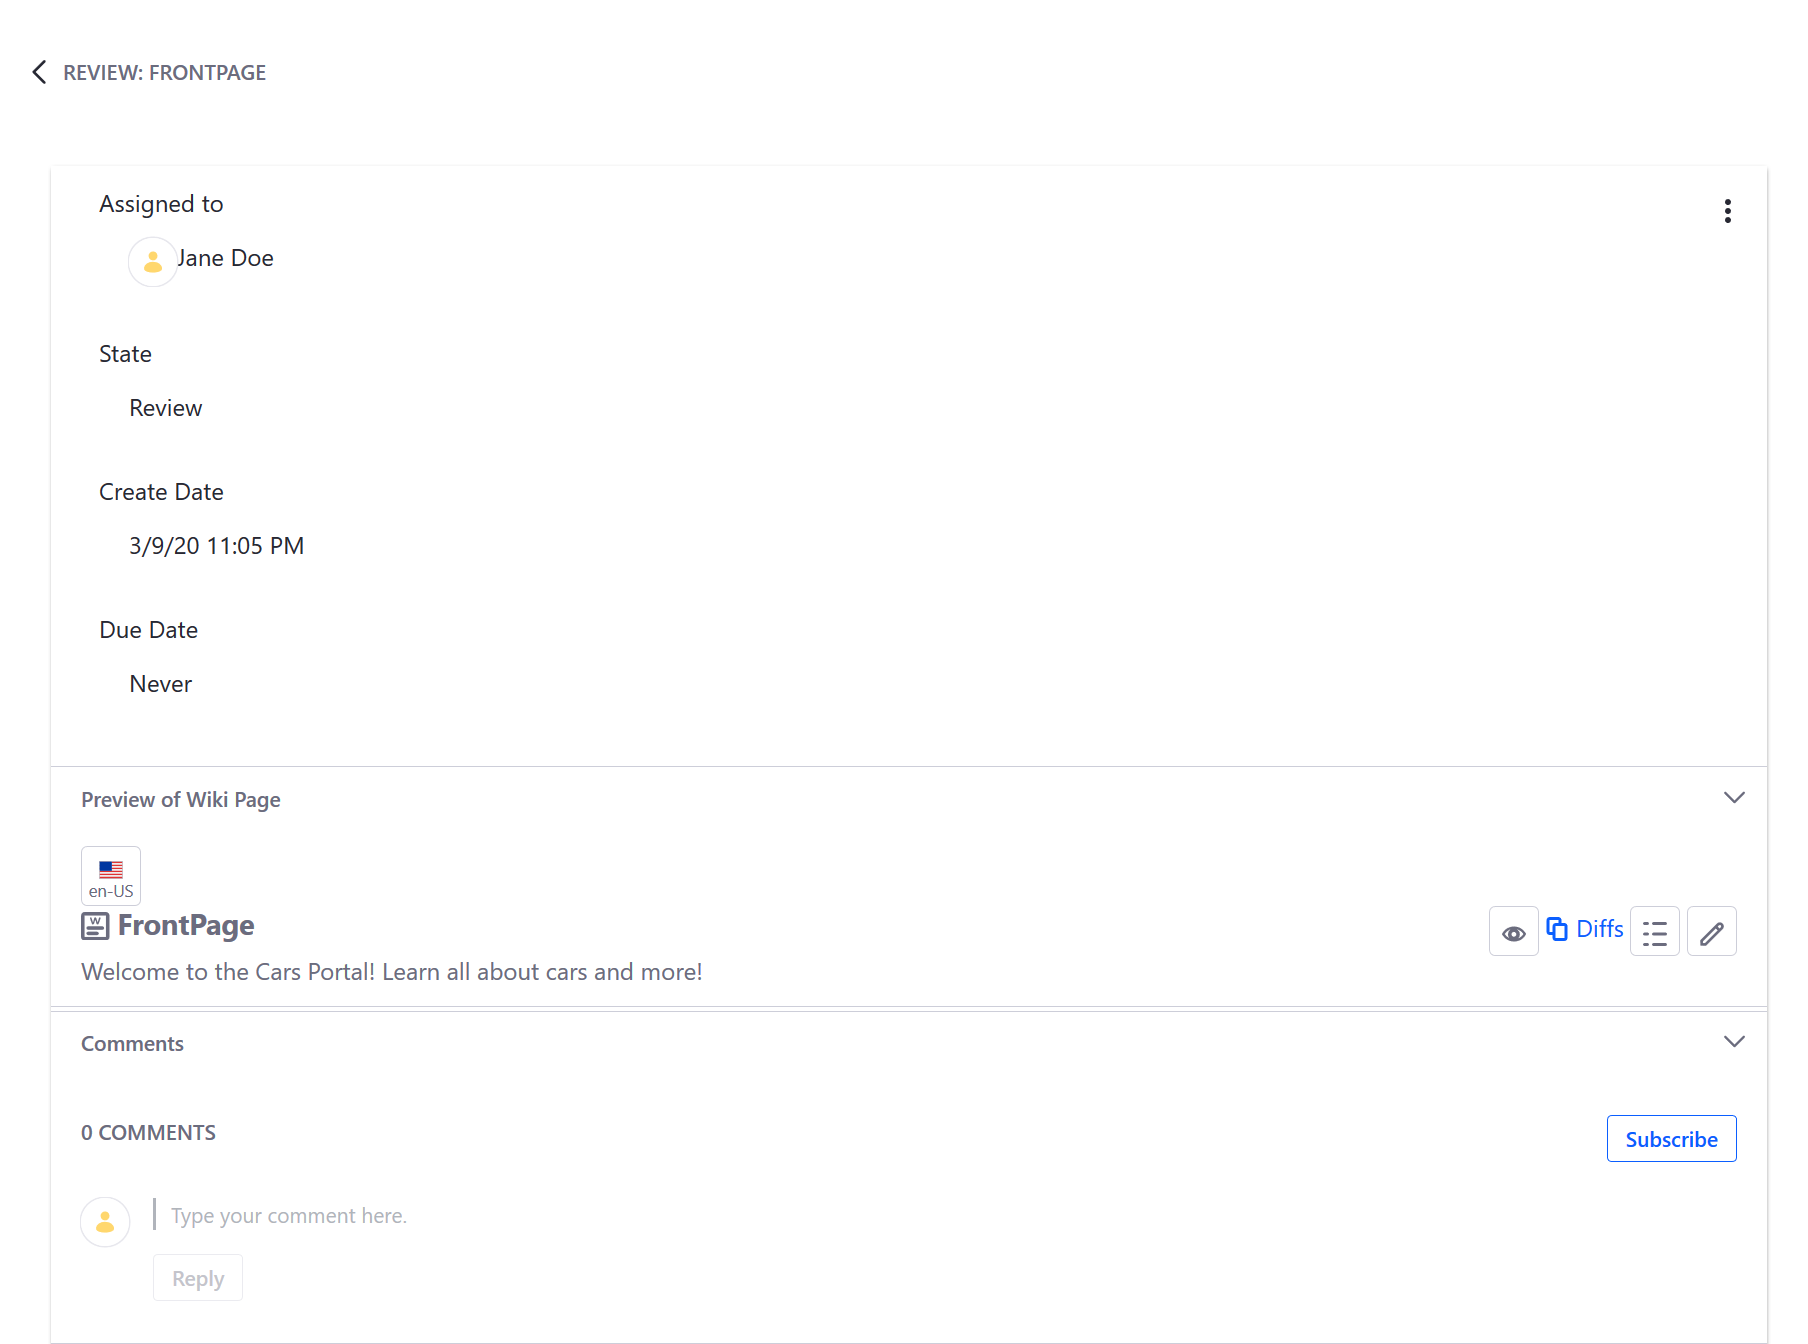 REVIEW: FRONTPAGE
Assigned to
Jane Doe
State
Review
Create Date
3/9/20 11:05 PM
Due Date
Never
Preview of Wiki Page
en-US
W FrontPage
Diffs
Welcome to the Cars Portal! Learn all about cars and more!
Comments
0 COMMENTS
Subscribe
Type your comment here.
Reply